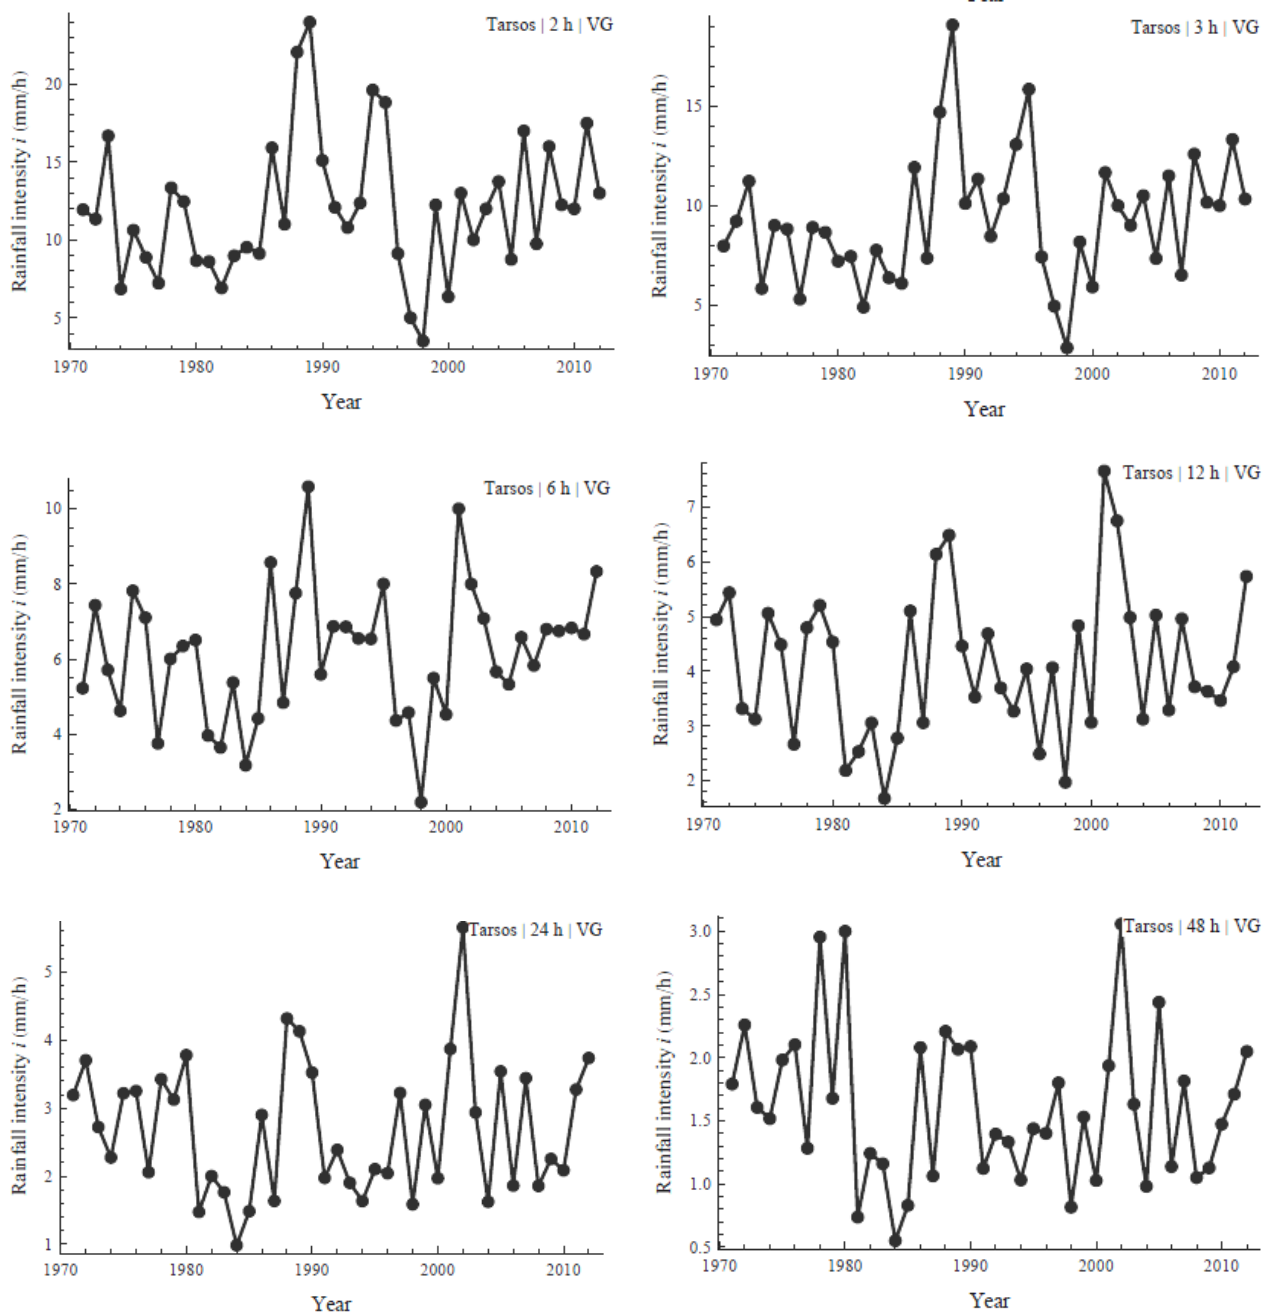 Year
Tarsos | 2 h | VG
Rainfall intensity i (mm/h)
20
15
10
5
1970 1980 1990 2000 2010
Year
Tarsos | 3 h | VG
Rainfall intensity i (mm/h)
15
10
5
1970 1980 1990 2000 2010
Year
Tarsos | 6 h | VG
Rainfall intensity i (mm/h)
10
8
6
4
2
1970 1980 1990 2000 2010
Year
Tarsos | 12 h | VG
Rainfall intensity i (mm/h)
7
6
5
4
3
2
1970 1980 1990 2000 2010
Year
Tarsos | 24 h | VG
Rainfall intensity i (mm/h)
5
4
3
2
1
1970 1980 1990 2000 2010
Year
Tarsos | 48 h | VG
Rainfall intensity i (mm/h)
3.0
2.5
2.0
1.5
1.0
0.5
1970 1980 1990 2000 2010
Year